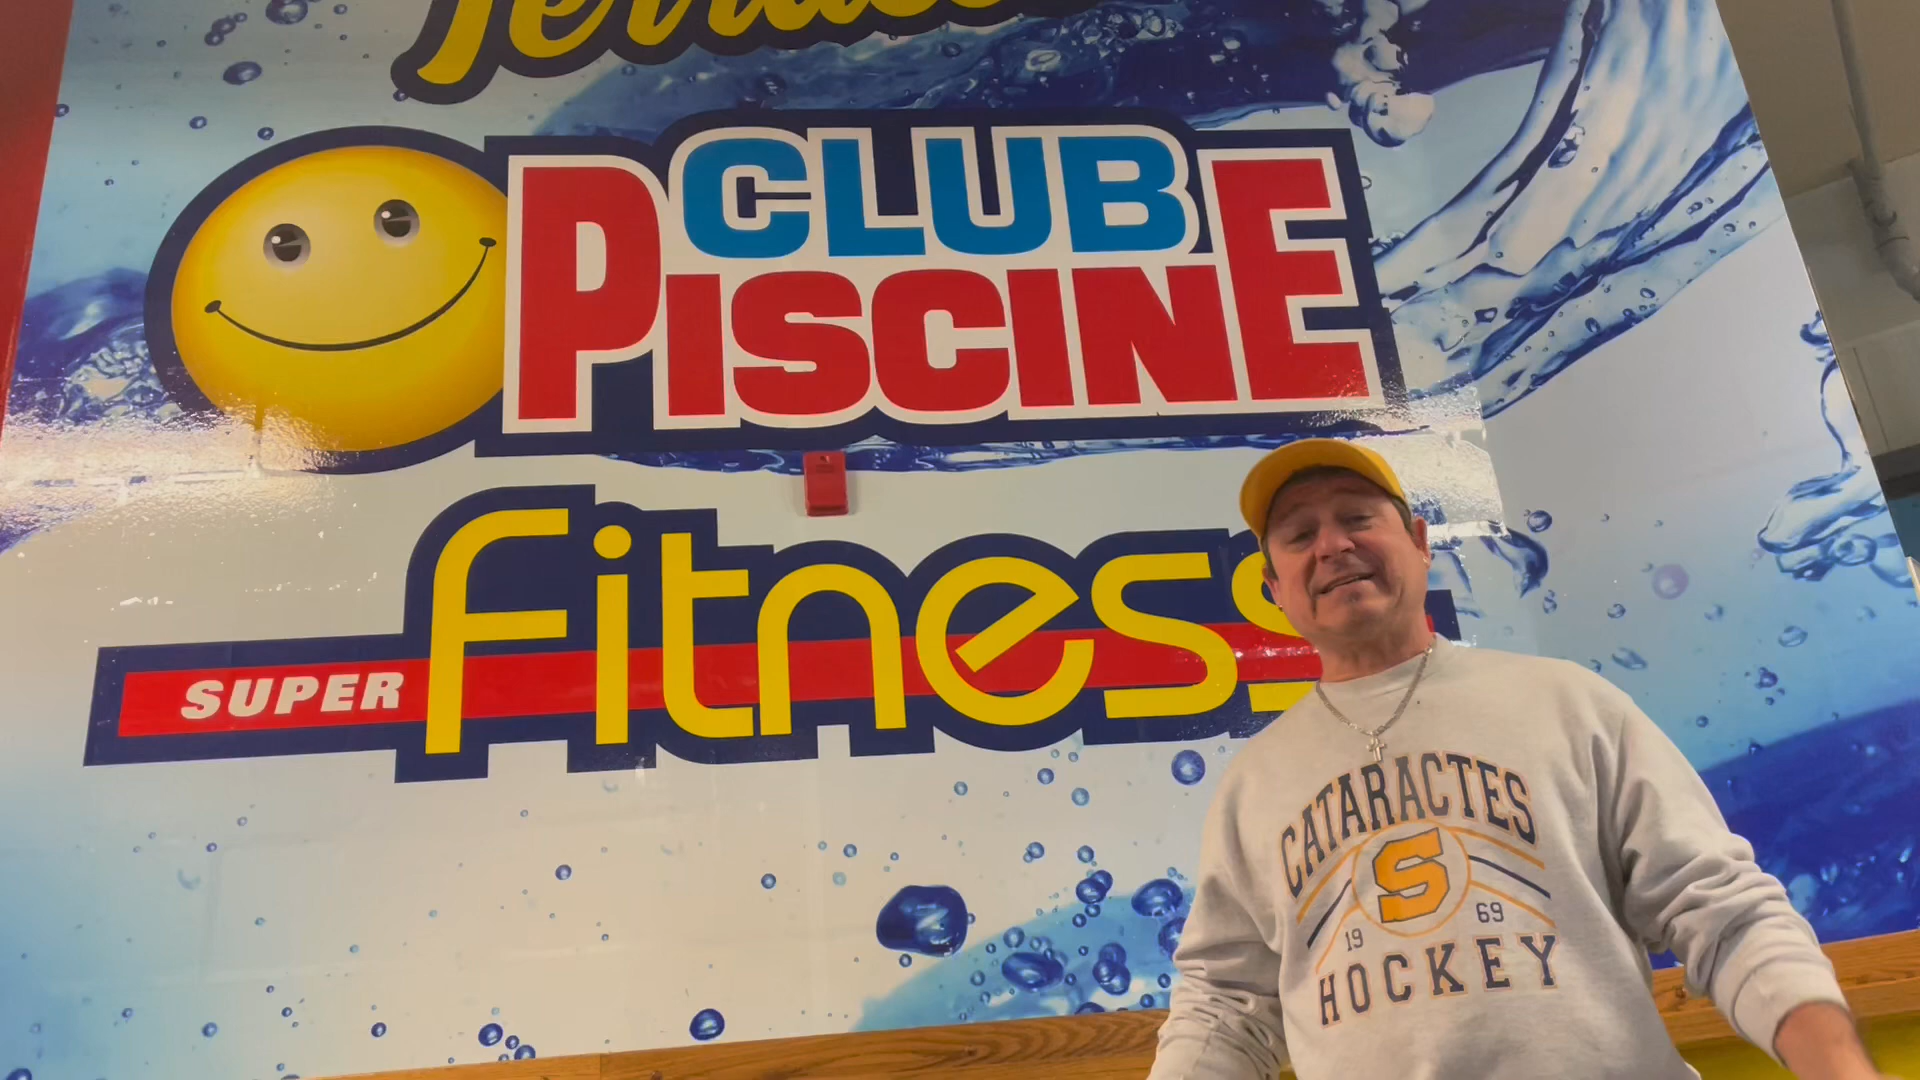 CLUB
PISCINE
SUPER Fitness
CATARACTES
S
19 69
HOCKEY